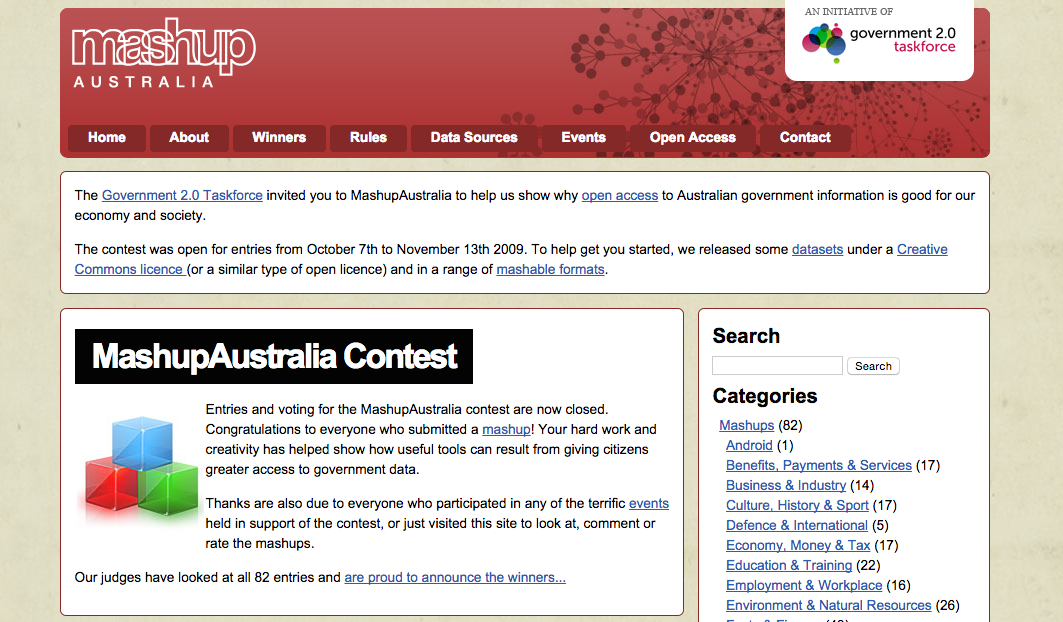 AN INITIATIVE OF
government 2.0
taskforce
mashup
AUSTRALIA
Home About Winners Rules Data Sources Events Open Access Contact
The Government 2.0 Taskforce invited you to MashupAustralia to help us show why open access to Australian government information is good for our
economy and society.
The contest was open for entries from October 7th to November 13th 2009. To help get you started, we released some datasets under a Creative
Commons licence (or a similar type of open licence) and in a range of mashable formats.
MashupAustralia Contest
Entries and voting for the MashupAustralia contest are now closed.
Congratulations to everyone who submitted a mashup! Your hard work and
creativity has helped show how useful tools can result from giving citizens
greater access to government data.
Thanks are also due to everyone who participated in any of the terrific events
held in support of the contest, or just visited this site to look at, comment or
rate the mashups.
Our judges have looked at all 82 entries and are proud to announce the winners...
Search
Search
Categories
Mashups (82)
Android (1)
Benefits, Payments & Services (17)
Business & Industry (14)
Culture, History & Sport (17)
Defence & International (5)
Economy, Money & Tax (17)
Education & Training (22)
Employment & Workplace (16)
Environment & Natural Resources (26)